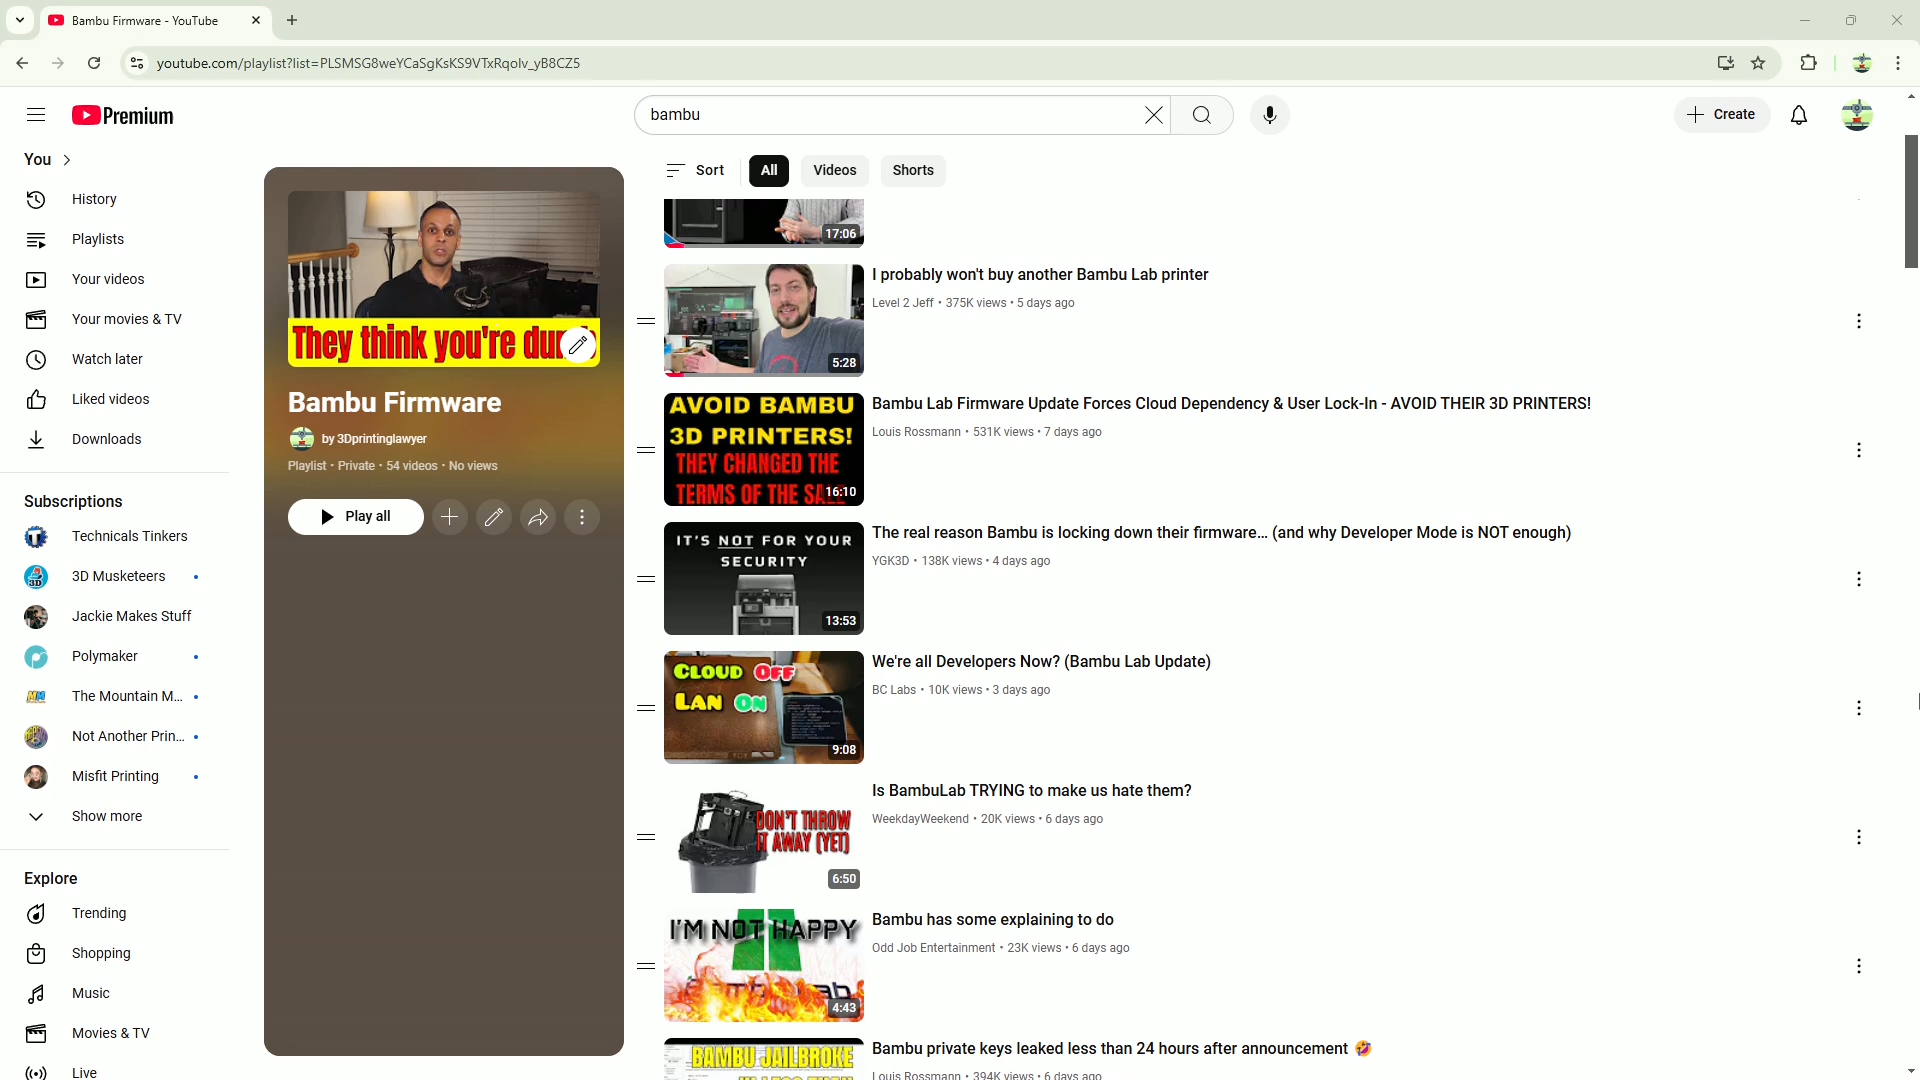 Bambu Firmware - YouTube
youtube.com/playlist?list=PLSMSG8weYCaSgKsKS9VTxRqolv_yB8CZ5
Premium
bambu
Create
You
History
Playlists
Your videos
Your movies & TV
Watch later
Liked videos
Downloads
Subscriptions
Technicals Tinkers
3D Musketeers
Jackie Makes Stuff
Polymaker
The Mountain M...
Not Another Prin...
Misfit Printing
Show more
Explore
Trending
Shopping
Music
Movies & TV
Live
They think you're
Bambu Firmware
by 3Dprintinglawyer
Playlist • Private • 54 videos • No views
Play all
Sort
All
Videos
Shorts
17:06
I probably won't buy another Bambu Lab printer
Level 2 Jeff • 375K views • 5 days ago
5:28
AVOID BAMBU
3D PRINTERS!
THEY CHANGED THE
TERMS OF THE
16:10
Bambu Lab Firmware Update Forces Cloud Dependency & User Lock-In - AVOID THEIR 3D PRINTERS!
Louis Rossmann • 531K views • 7 days ago
IT'S NOT FOR YOUR
SECURITY
13:53
The real reason Bambu is locking down their firmware... (and why Developer Mode is NOT enough)
YGK3D • 138K views • 4 days ago
CLOUD OFF
LAN ON
9:08
We're all Developers Now? (Bambu Lab Update)
BC Labs • 10K views • 3 days ago
DON'T THROW
IT AWAY (YET)
6:50
Is BambuLab TRYING to make us hate them?
WeekdayWeekend • 20K views • 6 days ago
I'M NOT HAPPY
4:43
Bambu has some explaining to do
Odd Job Entertainment • 23K views • 6 days ago
BAMBU JAILBROKE
Bambu private keys leaked less than 24 hours after announcement 🤣
Louis Rossmann • 394K views • 6 days ago